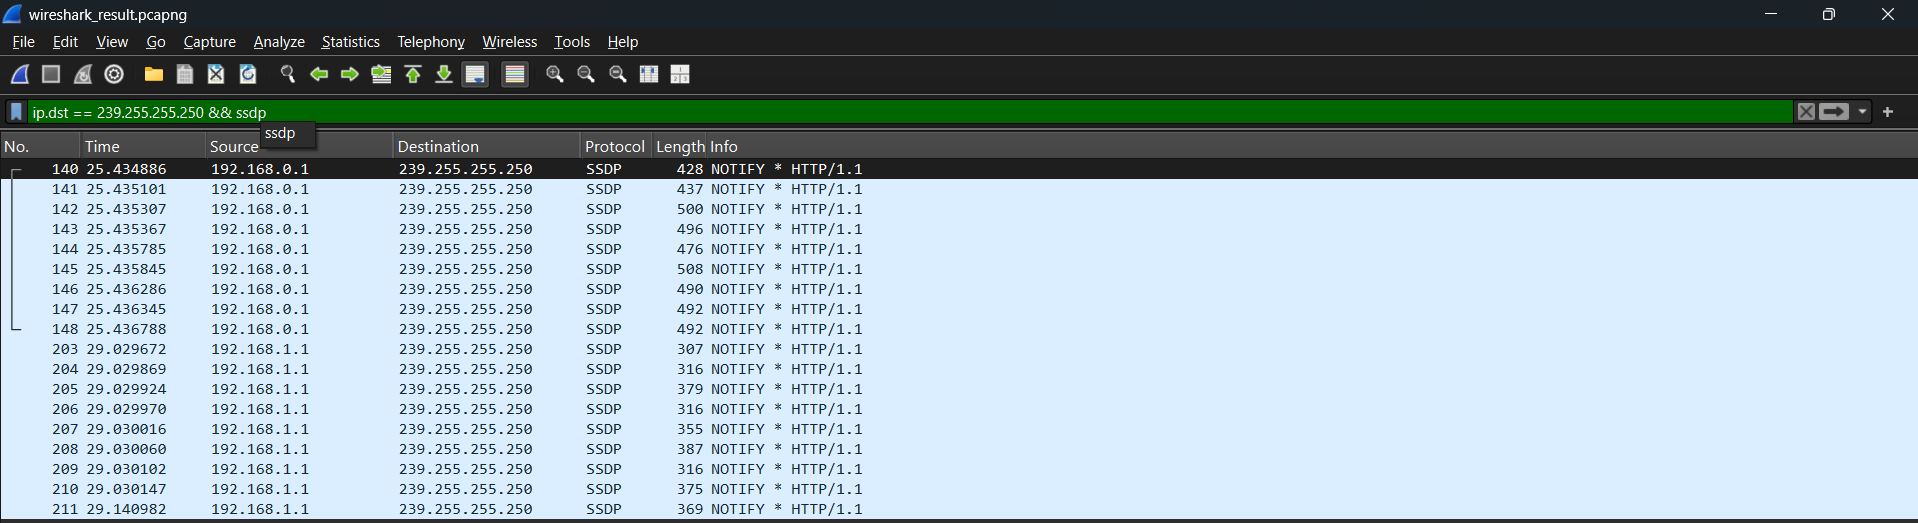 wireshark_result.pcapng
File Edit View Go Capture Analyze Statistics Telephony Wireless Tools Help
ip.dst == 239.255.255.250 && ssdp
ssdp
No. Time Source Destination Protocol Length Info
140 25.434886 192.168.0.1 239.255.255.250 SSDP 428 NOTIFY * HTTP/1.1
141 25.435101 192.168.0.1 239.255.255.250 SSDP 437 NOTIFY * HTTP/1.1
142 25.435307 192.168.0.1 239.255.255.250 SSDP 500 NOTIFY * HTTP/1.1
143 25.435367 192.168.0.1 239.255.255.250 SSDP 496 NOTIFY * HTTP/1.1
144 25.435785 192.168.0.1 239.255.255.250 SSDP 476 NOTIFY * HTTP/1.1
145 25.435845 192.168.0.1 239.255.255.250 SSDP 508 NOTIFY * HTTP/1.1
146 25.436286 192.168.0.1 239.255.255.250 SSDP 490 NOTIFY * HTTP/1.1
147 25.436345 192.168.0.1 239.255.255.250 SSDP 492 NOTIFY * HTTP/1.1
148 25.436788 192.168.0.1 239.255.255.250 SSDP 492 NOTIFY * HTTP/1.1
203 29.029672 192.168.1.1 239.255.255.250 SSDP 307 NOTIFY * HTTP/1.1
204 29.029869 192.168.1.1 239.255.255.250 SSDP 316 NOTIFY * HTTP/1.1
205 29.029924 192.168.1.1 239.255.255.250 SSDP 379 NOTIFY * HTTP/1.1
206 29.029970 192.168.1.1 239.255.255.250 SSDP 316 NOTIFY * HTTP/1.1
207 29.030016 192.168.1.1 239.255.255.250 SSDP 355 NOTIFY * HTTP/1.1
208 29.030060 192.168.1.1 239.255.255.250 SSDP 387 NOTIFY * HTTP/1.1
209 29.030102 192.168.1.1 239.255.255.250 SSDP 316 NOTIFY * HTTP/1.1
210 29.030147 192.168.1.1 239.255.255.250 SSDP 375 NOTIFY * HTTP/1.1
211 29.140982 192.168.1.1 239.255.255.250 SSDP 369 NOTIFY * HTTP/1.1